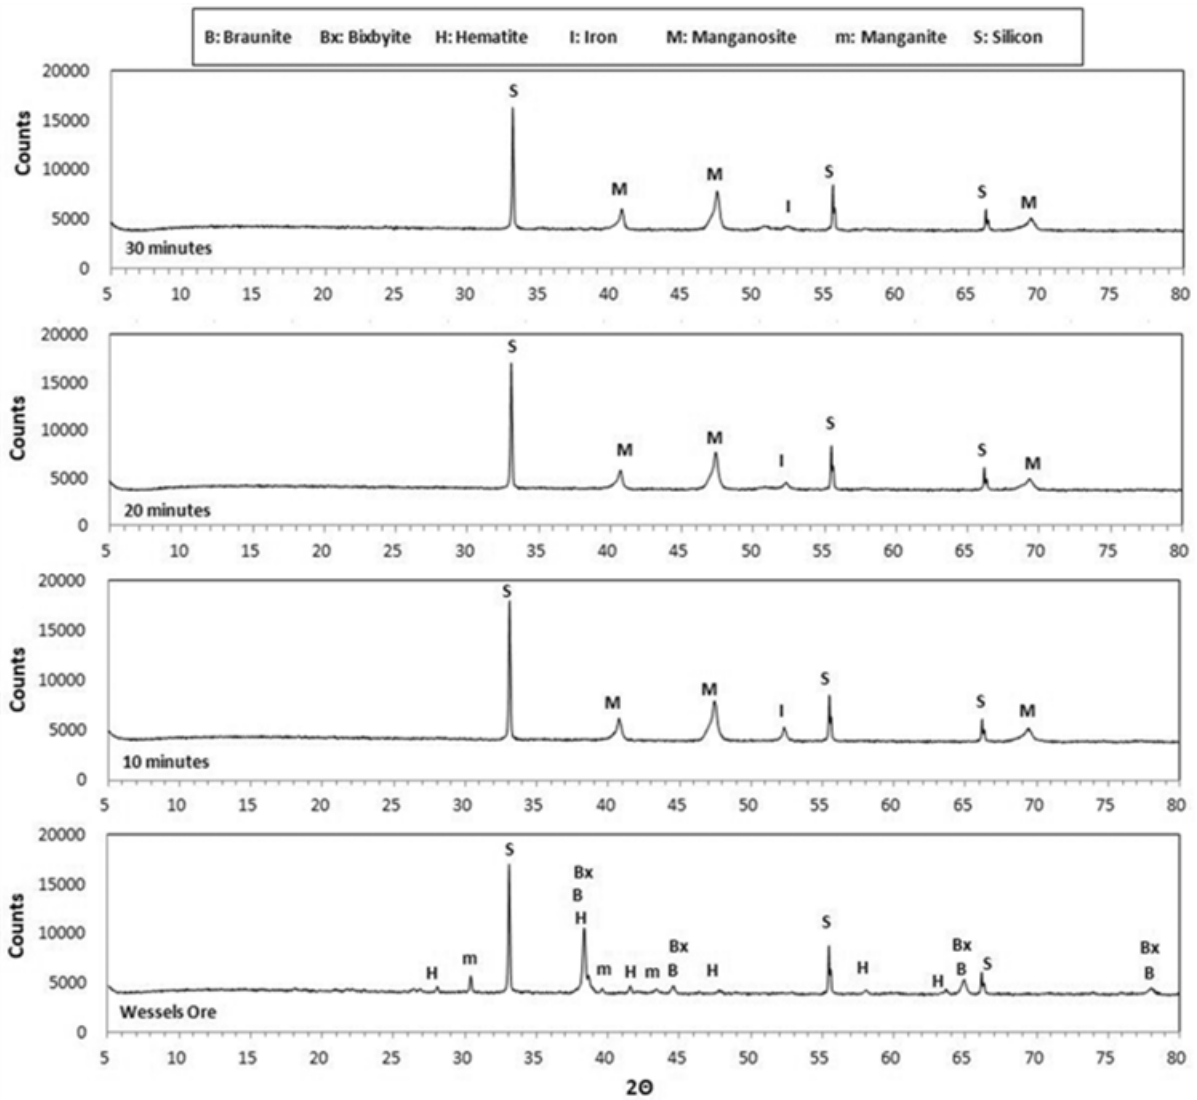 B: Braunite Bx: Bixbyite H: Hematite I: Iron M: Manganosite m: Manganite S: Silicon
20000
15000
10000
5000
0
Counts
S
M
M
I
S
S
M
30 minutes
5 10 15 20 25 30 35 40 45 50 55 60 65 70 75 80
20000
15000
10000
5000
0
Counts
S
M
M
I
S
S
M
20 minutes
5 10 15 20 25 30 35 40 45 50 55 60 65 70 75 80
20000
15000
10000
5000
0
Counts
S
M
M
I
S
S
M
10 minutes
5 10 15 20 25 30 35 40 45 50 55 60 65 70 75 80
20000
15000
10000
5000
0
Counts
H
m
S
Bx
B
H
m
H
m
Bx
B
H
S
H
H
Bx
B
S
Bx
B
Wessels Ore
5 10 15 20 25 30 35 40 45 50 55 60 65 70 75 80
2Θ